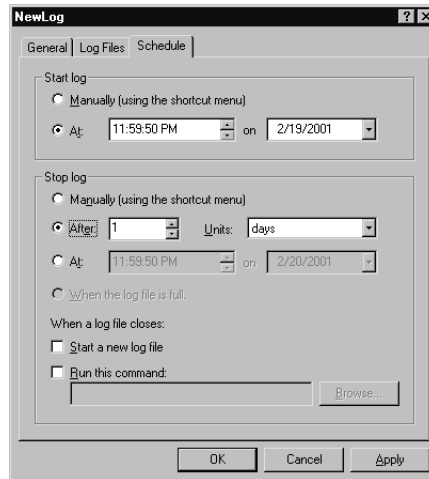 NewLog
General Log Files Schedule
Start log
Manually (using the shortcut menu)
At: 11:59:50 PM on 2/19/2001
Stop log
Manually (using the shortcut menu)
After: 1 Units: days
At: 11:59:50 PM on 2/20/2001
When the log file is full.
When a log file closes:
Start a new log file
Run this command:
Browse...
OK Cancel Apply